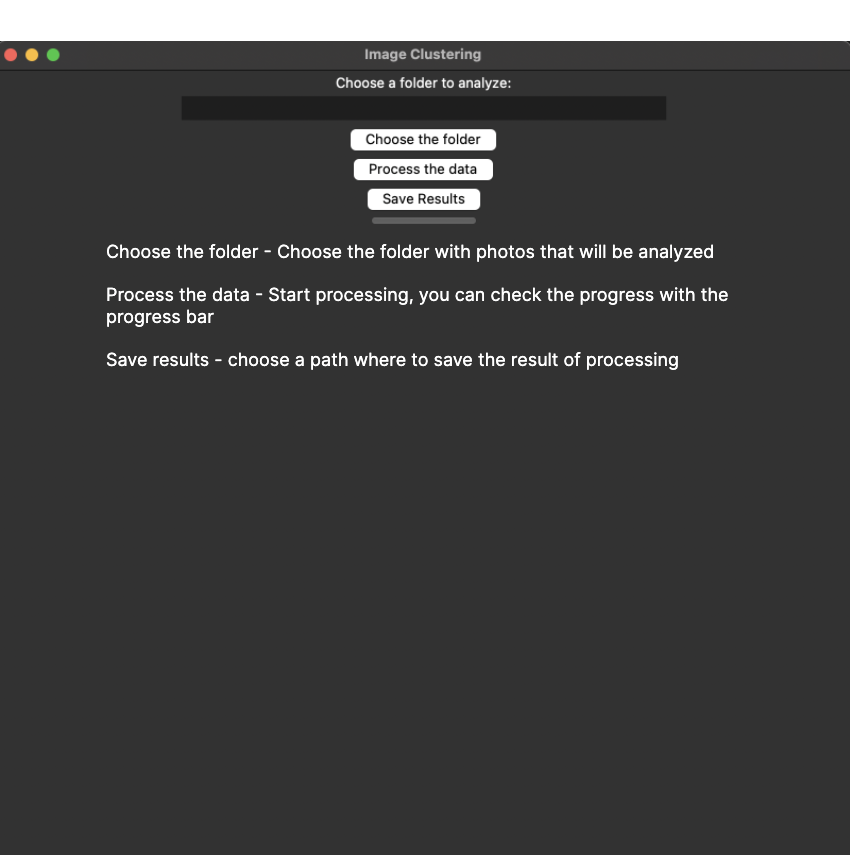 Image Clustering
Choose a folder to analyze:
Choose the folder
Process the data
Save Results
Choose the folder - Choose the folder with photos that will be analyzed
Process the data - Start processing, you can check the progress with the
progress bar
Save results - choose a path where to save the result of processing